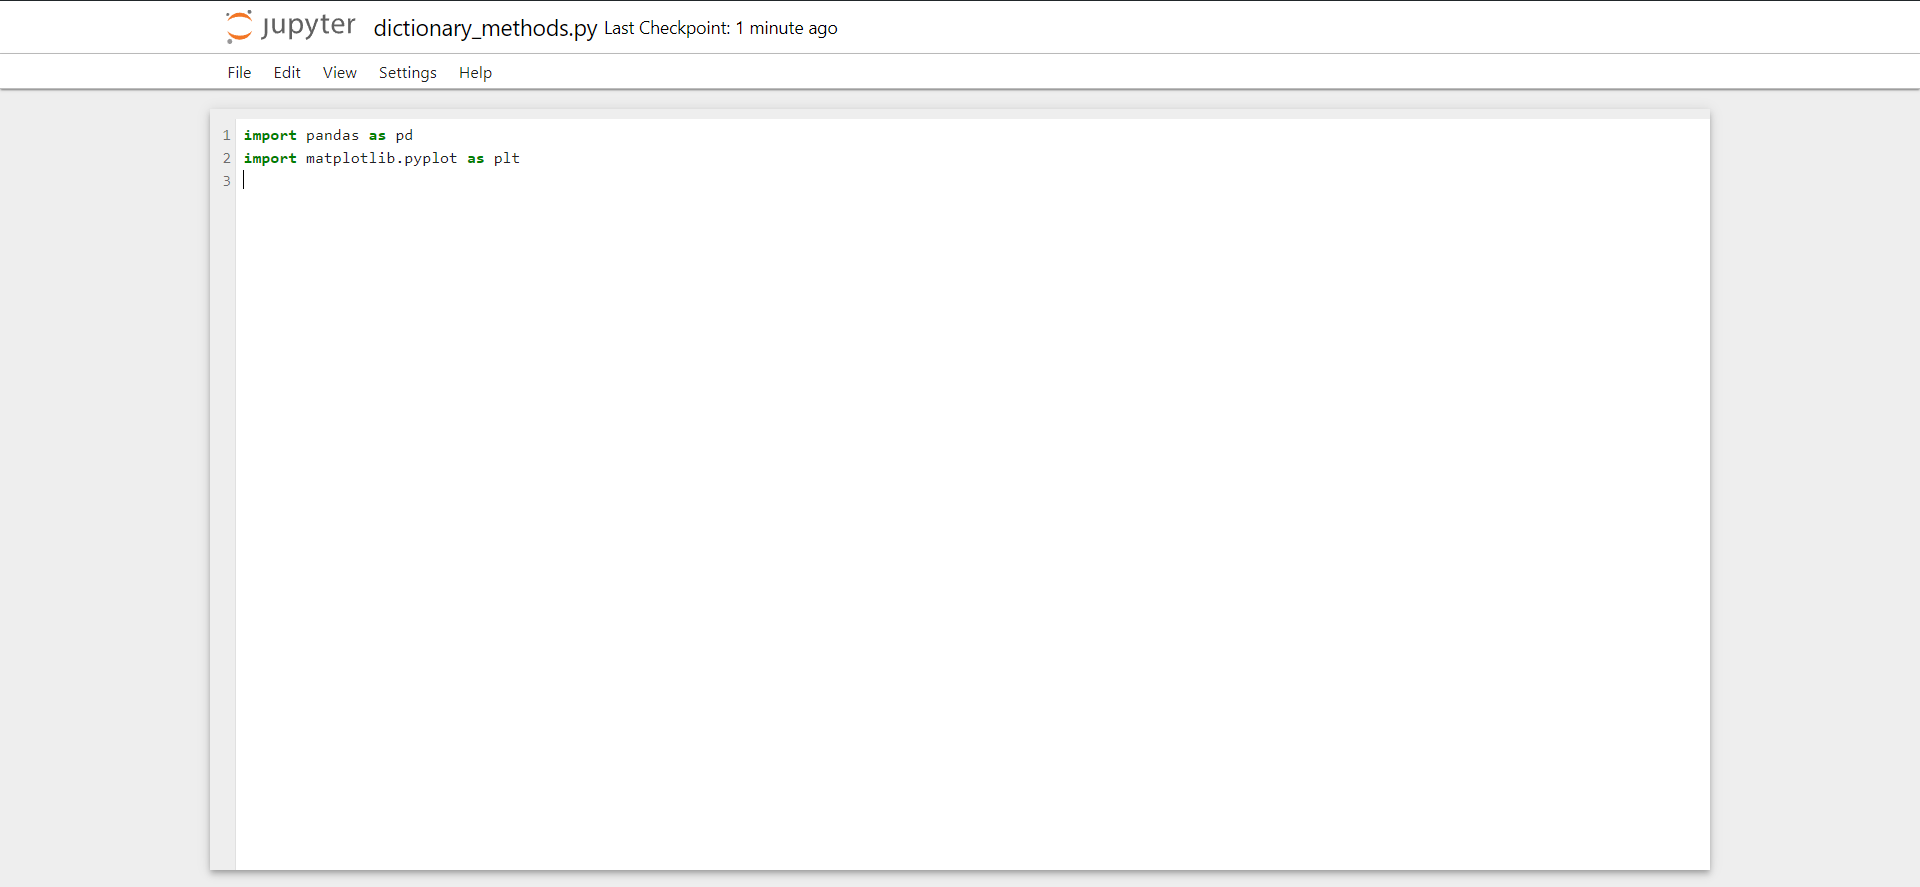 jupyter dictionary_methods.py Last Checkpoint: 1 minute ago
File Edit View Settings Help
1 import pandas as pd
2 import matplotlib.pyplot as plt
3